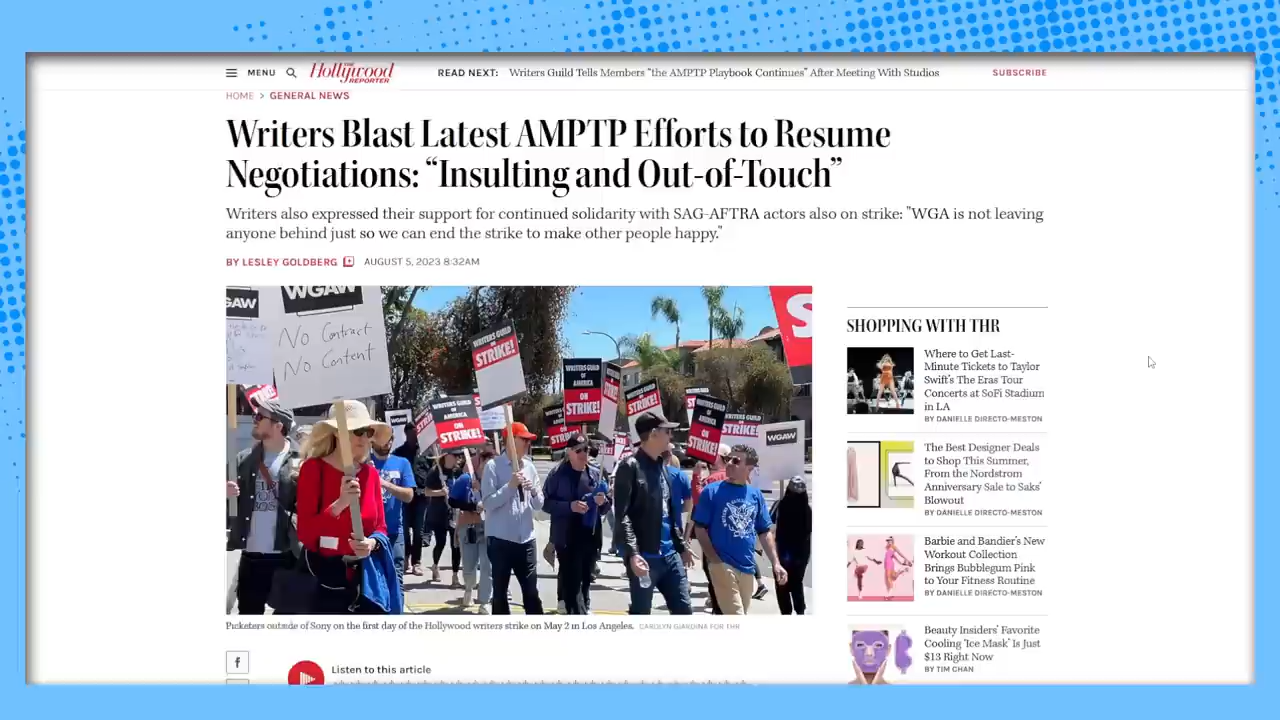 MENU
THE
Hollywood
REPORTER
READ NEXT: Writers Guild Tells Members "the AMPTP Playbook Continues" After Meeting With Studios
SUBSCRIBE
HOME > GENERAL NEWS
Writers Blast Latest AMPTP Efforts to Resume
Negotiations: “Insulting and Out-of-Touch”
Writers also expressed their support for continued solidarity with SAG-AFTRA actors also on strike: "WGA is not leaving
anyone behind just so we can end the strike to make other people happy."
BY LESLEY GOLDBERG
AUGUST 5, 2023 8:32AM
WGAW
No Contract
No Content
WRITERS GUILD
ON
STRIKE!
WRITERS GUILD
OF
AMERICA
ON
STRIKE!
WGAW
Picketers outside of Sony on the first day of the Hollywood writers strike on May 2 in Los Angeles. CAROLYN GIARDINA FOR THR
f
Listen to this article
SHOPPING WITH THR
Where to Get Last-
Minute Tickets to Taylor
Swift's The Eras Tour
Concerts at SoFi Stadium
in LA
BY DANIELLE DIRECTO-MESTON
The Best Designer Deals
to Shop This Summer,
From the Nordstrom
Anniversary Sale to Saks'
Blowout
BY DANIELLE DIRECTO-MESTON
Barbie and Bandier's New
Workout Collection
Brings Bubblegum Pink
to Your Fitness Routine
BY DANIELLE DIRECTO-MESTON
Beauty Insiders' Favorite
Cooling 'Ice Mask' Is Just
$13 Right Now
BY TIM CHAN